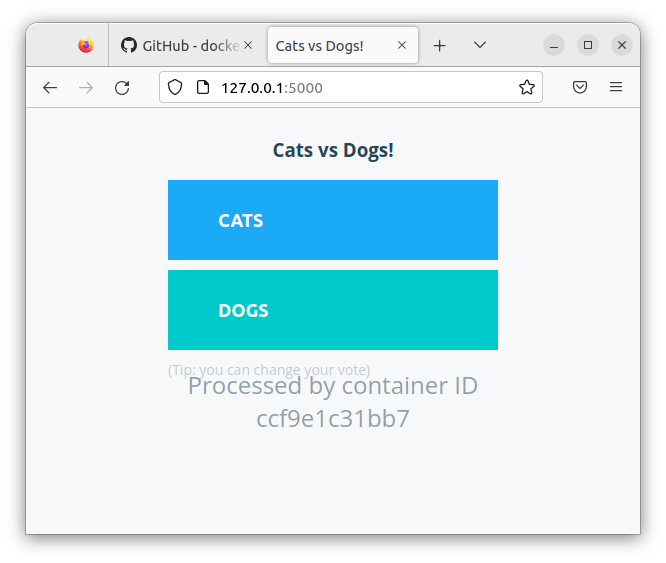 GitHub - docke
Cats vs Dogs!
127.0.0.1:5000
Cats vs Dogs!
CATS
DOGS
(Tip: you can change your vote)
Processed by container ID
ccf9e1c31bb7